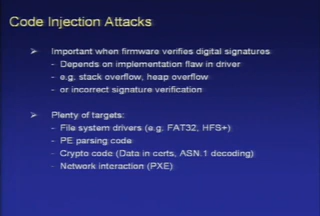 Code Injection Attacks
➢ Important when firmware verifies digital signatures
- Depends on implementation flaw in driver
- e.g. stack overflow, heap overflow
- or incorrect signature verification
➢ Plenty of targets:
- File system drivers (e.g. FAT32, HFS+)
- PE parsing code
- Crypto code (Data in certs, ASN.1 decoding)
- Network interaction (PXE)